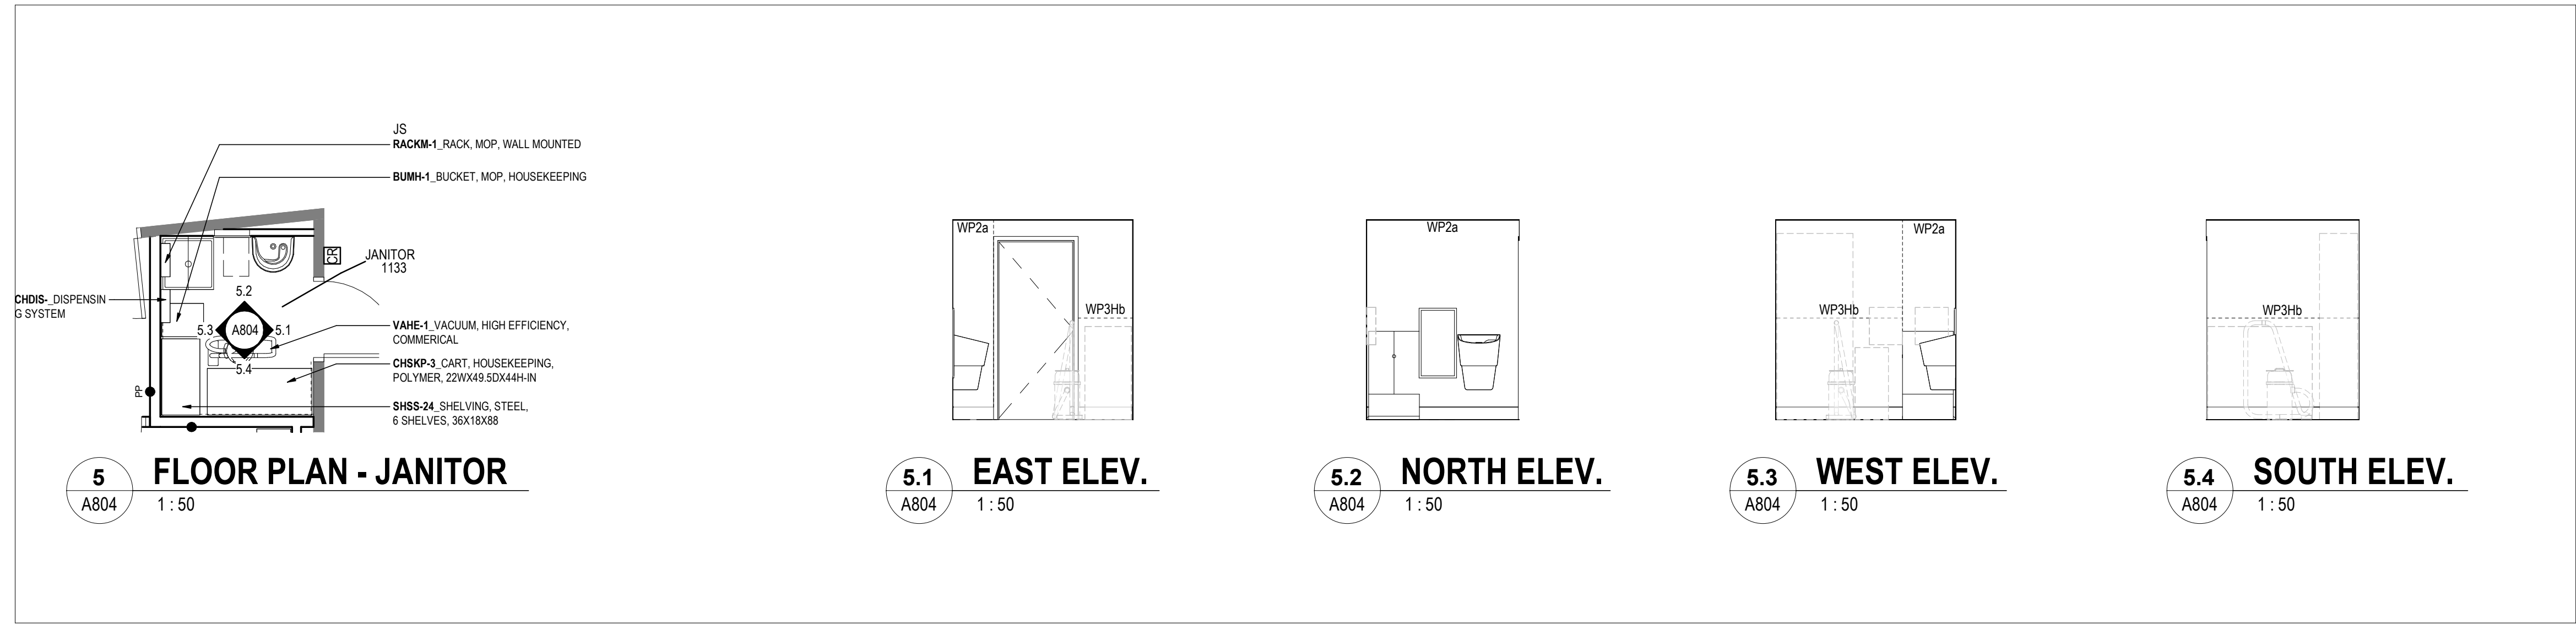 JS
RACKM-1_RACK, MOP, WALL MOUNTED
BUMH-1_BUCKET, MOP, HOUSEKEEPING
CR
JANITOR
1133
CHDIS-_DISPENSIN
G SYSTEM
5.2
5.3
A804
5.1
5.4
VAHE-1_VACUUM, HIGH EFFICIENCY,
COMMERICAL
CHSKP-3_CART, HOUSEKEEPING,
POLYMER, 22WX49.5DX44H-IN
PP
SHSS-24_SHELVING, STEEL,
6 SHELVES, 36X18X88
5
FLOOR PLAN - JANITOR
A804
1 : 50
WP2a
WP3Hb
5.1
EAST ELEV.
A804
1 : 50
WP2a
5.2
NORTH ELEV.
A804
1 : 50
WP2a
WP3Hb
5.3
WEST ELEV.
A804
1 : 50
WP3Hb
5.4
SOUTH ELEV.
A804
1 : 50